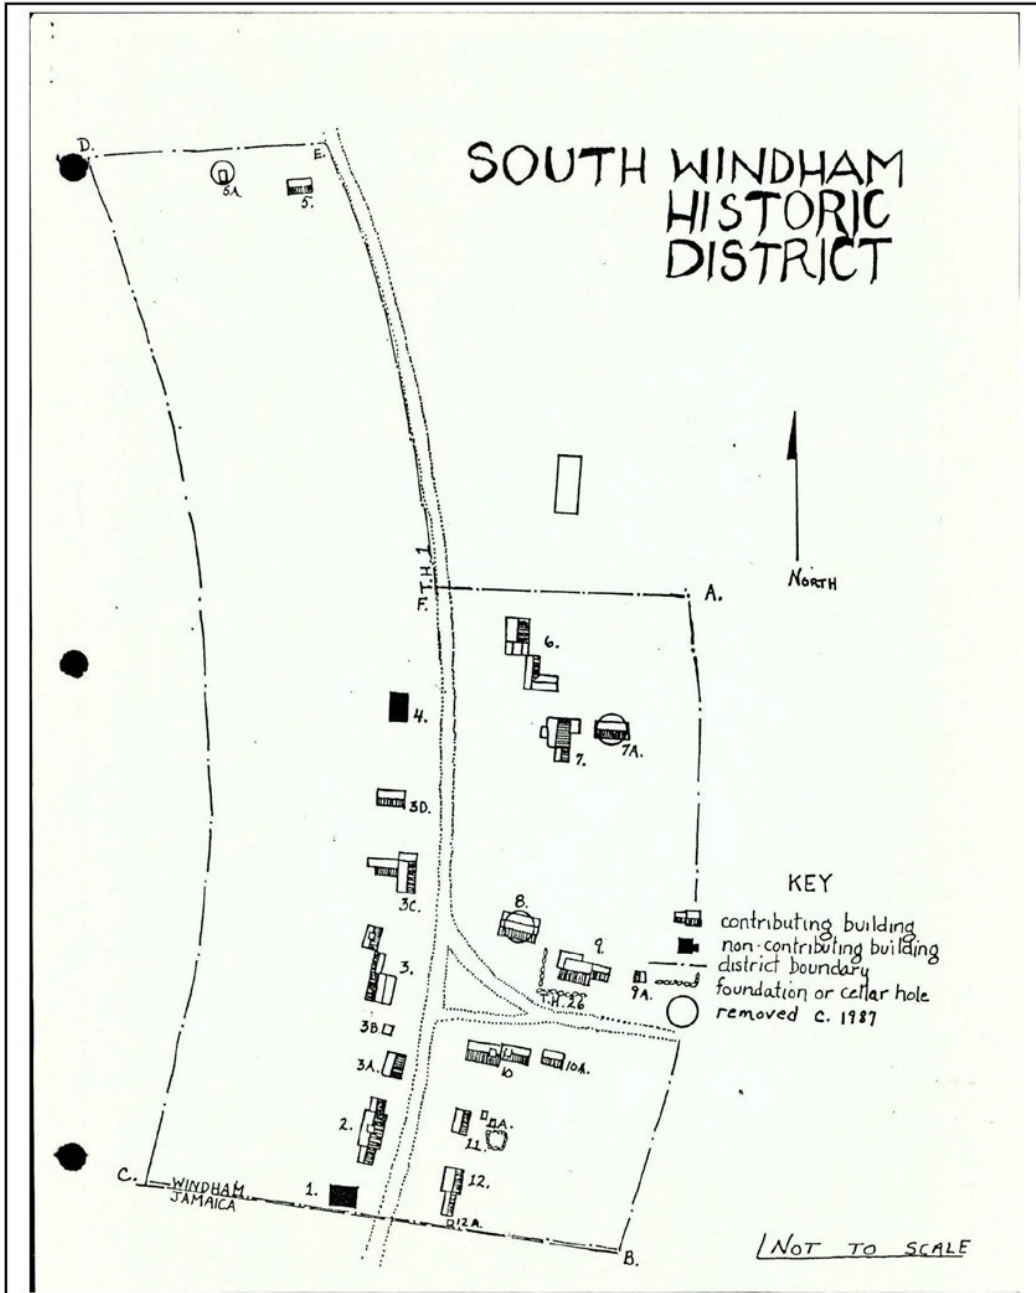 SOUTH WINDHAM
HISTORIC
DISTRICT
D.
E.
5A.
5.
NORTH
T.H. 1
F.
A.
6.
4.
7.
7A.
3D.
3C.
8.
3.
9.
9A.
T.H. 26
3B.
3A.
10
10A.
2.
11.
11A.
12.
12A.
1.
C.
WINDHAM
JAMAICA
B.
KEY
contributing building
non-contributing building
district boundary
foundation or cellar hole
removed c. 1987
NOT TO SCALE